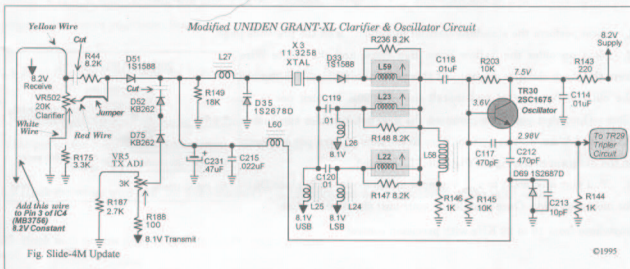 Modified UNIDEN GRANT-XL Clarifier & Oscillator Circuit
Yellow Wire
Cut
R44
8.2K
D51
1S1588
L27
X3
11.3258
XTAL
D33
1S1588
R236 8.2K
L59
C118
.01uF
R203
10K
7.5V
R143
220
8.2V
Supply
8.2V
Receive
VR502
20K
Clarifier
Jumper
Cut
D52
KB262
R149
18K
D35
1S2678D
C119
.01
L23
3.6V
TR30
2SC1675
Oscillator
C114
.01uF
White
Wire
Red Wire
D75
KB262
L60
L26
8.1V
R148 8.2K
L58
2.98V
To TR29
Tripler
Circuit
R175
3.3K
VR5
TX ADJ
3K
+
C231
.47uF
C215
.022uF
C120
.01
L22
C117
470pF
C212
470pF
D69 1S2687D
Add this wire
to Pin 3 of IC4
(MB3756)
8.2V Constant
R187
2.7K
R188
100
8.1V Transmit
L25
L24
8.1V
USB
8.1V
LSB
R147 8.2K
R146
1K
R145
10K
C213
10pF
R144
1K
Fig. Slide-4M Update
©1995